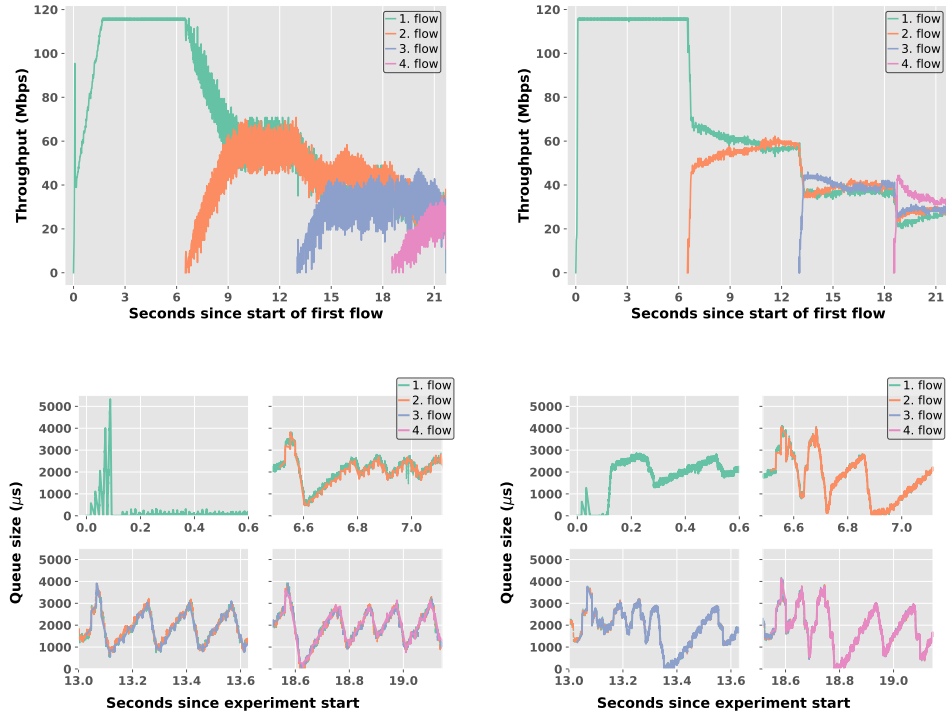 120
100
80
60
40
20
0
Throughput (Mbps)
1. flow
2. flow
3. flow
4. flow
0 3 6 9 12 15 18 21
Seconds since start of first flow
120
100
80
60
40
20
0
Throughput (Mbps)
1. flow
2. flow
3. flow
4. flow
0 3 6 9 12 15 18 21
Seconds since start of first flow
1. flow
2. flow
3. flow
4. flow
5000
4000
3000
2000
1000
0
0.0 0.2 0.4 0.6
6.6 6.8 7.0
Queue size (μs)
5000
4000
3000
2000
1000
0
13.0 13.2 13.4 13.6
18.6 18.8 19.0
Seconds since experiment start
1. flow
2. flow
3. flow
4. flow
5000
4000
3000
2000
1000
0
0.0 0.2 0.4 0.6
6.6 6.8 7.0
Queue size (μs)
5000
4000
3000
2000
1000
0
13.0 13.2 13.4 13.6
18.6 18.8 19.0
Seconds since experiment start